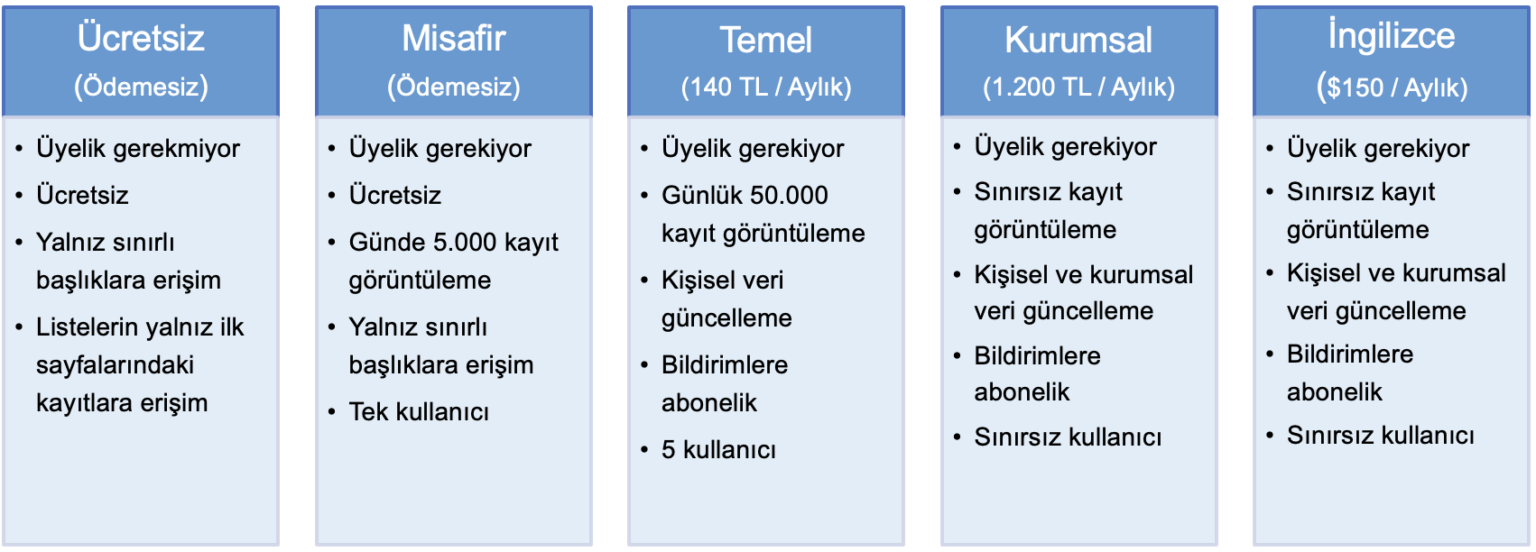 Ücretsiz
(Ödemesiz)
• Üyelik gerekmiyor
• Ücretsiz
• Yalnız sınırlı
başlıklara erişim
• Listelerin yalnız ilk
sayfalarındaki
kayıtlara erişim
Misafir
(Ödemesiz)
• Üyelik gerekiyor
• Ücretsiz
• Günde 5.000 kayıt
görüntüleme
• Yalnız sınırlı
başlıklara erişim
• Tek kullanıcı
Temel
(140 TL / Aylık)
• Üyelik gerekiyor
• Günlük 50.000
kayıt görüntüleme
• Kişisel veri
güncelleme
• Bildirimlere
abonelik
• 5 kullanıcı
Kurumsal
(1.200 TL / Aylık)
• Üyelik gerekiyor
• Sınırsız kayıt
görüntüleme
• Kişisel ve kurumsal
veri güncelleme
• Bildirimlere
abonelik
• Sınırsız kullanıcı
İngilizce
($150 / Aylık)
• Üyelik gerekiyor
• Sınırsız kayıt
görüntüleme
• Kişisel ve kurumsal
veri güncelleme
• Bildirimlere
abonelik
• Sınırsız kullanıcı